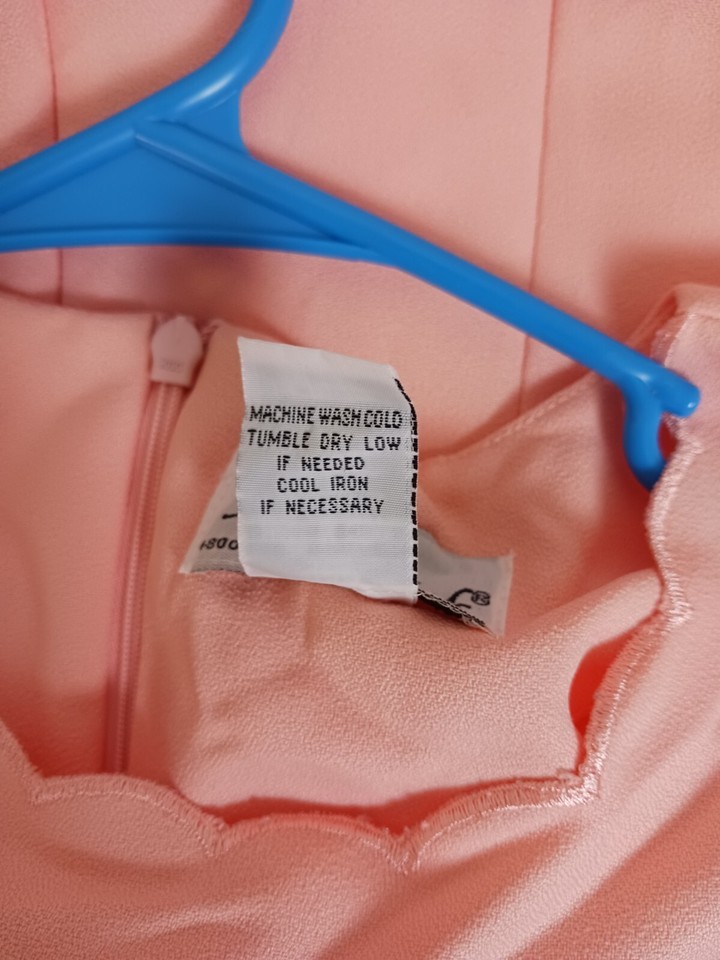 MACHINE WASH COLD
TUMBLE DRY LOW
IF NEEDED
COOL IRON
IF NECESSARY